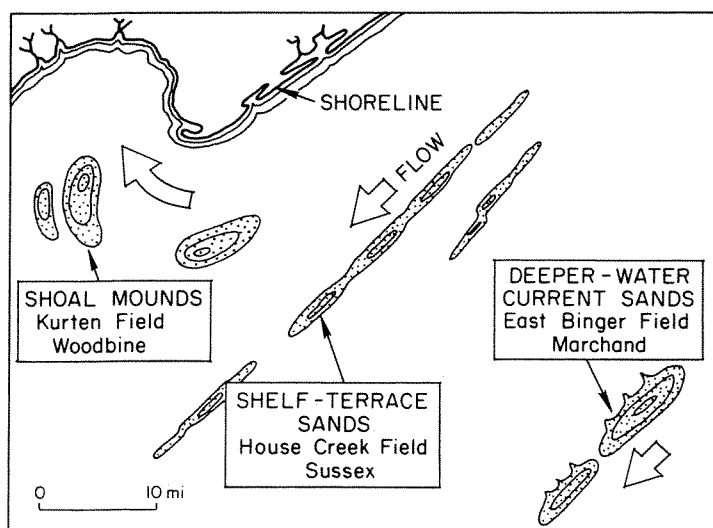 SHORELINE
FLOW
SHOAL MOUNDS
Kurten Field
Woodbine
DEEPER-WATER
CURRENT SANDS
East Binger Field
Marchand
SHELF-TERRACE
SANDS
House Creek Field
Sussex
0 10 mi